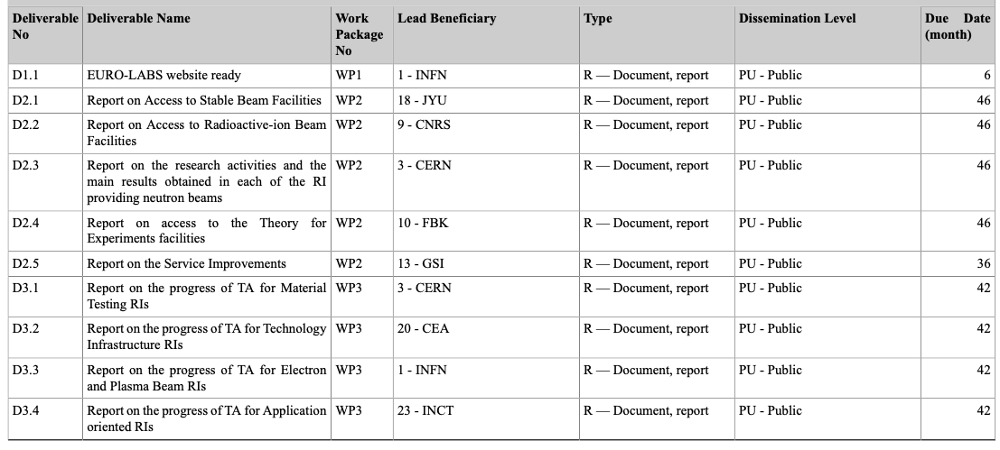 Deliverable No Deliverable Name Work Package No Lead Beneficiary Type Dissemination Level Due Date (month)
D1.1 EURO-LABS website ready WP1 1 - INFN R — Document, report PU - Public 6
D2.1 Report on Access to Stable Beam Facilities WP2 18 - JYU R — Document, report PU - Public 46
D2.2 Report on Access to Radioactive-ion Beam WP2 9 - CNRS R — Document, report PU - Public 46
Facilities
D2.3 Report on the research activities and the WP2 3 - CERN R — Document, report PU - Public 46
main results obtained in each of the RI
providing neutron beams
D2.4 Report on access to the Theory for WP2 10 - FBK R — Document, report PU - Public 46
Experiments facilities
D2.5 Report on the Service Improvements WP2 13 - GSI R — Document, report PU - Public 36
D3.1 Report on the progress of TA for Material WP3 3 - CERN R — Document, report PU - Public 42
Testing RIs
D3.2 Report on the progress of TA for Technology WP3 20 - CEA R — Document, report PU - Public 42
Infrastructure RIs
D3.3 Report on the progress of TA for Electron WP3 1 - INFN R — Document, report PU - Public 42
and Plasma Beam RIs
D3.4 Report on the progress of TA for Application WP3 23 - INCT R — Document, report PU - Public 42
oriented RIs